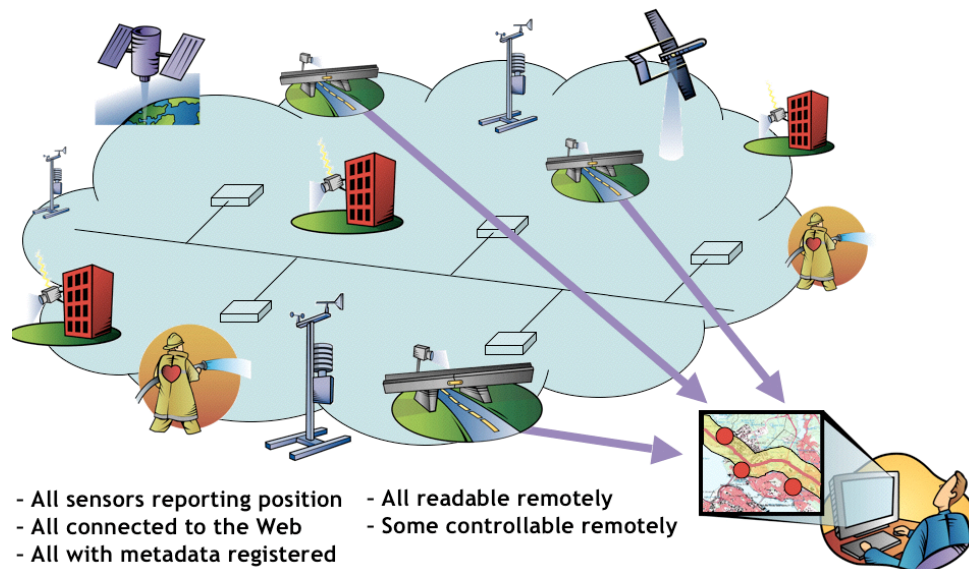 - All sensors reporting position
- All connected to the Web
- All with metadata registered
- All readable remotely
- Some controllable remotely